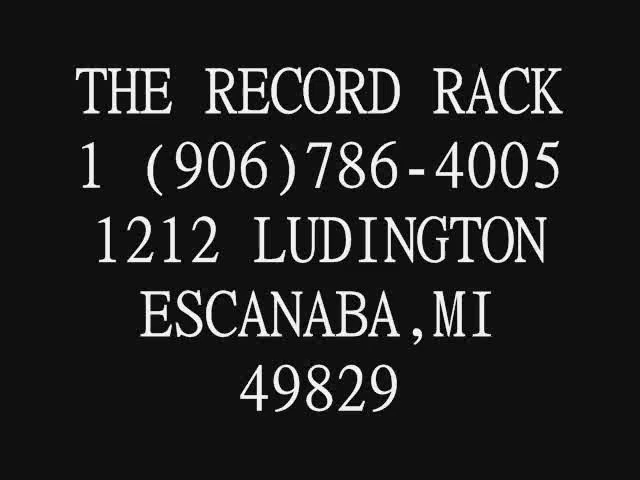 THE RECORD RACK
1 (906)786-4005
1212 LUDINGTON
ESCANABA,MI
49829